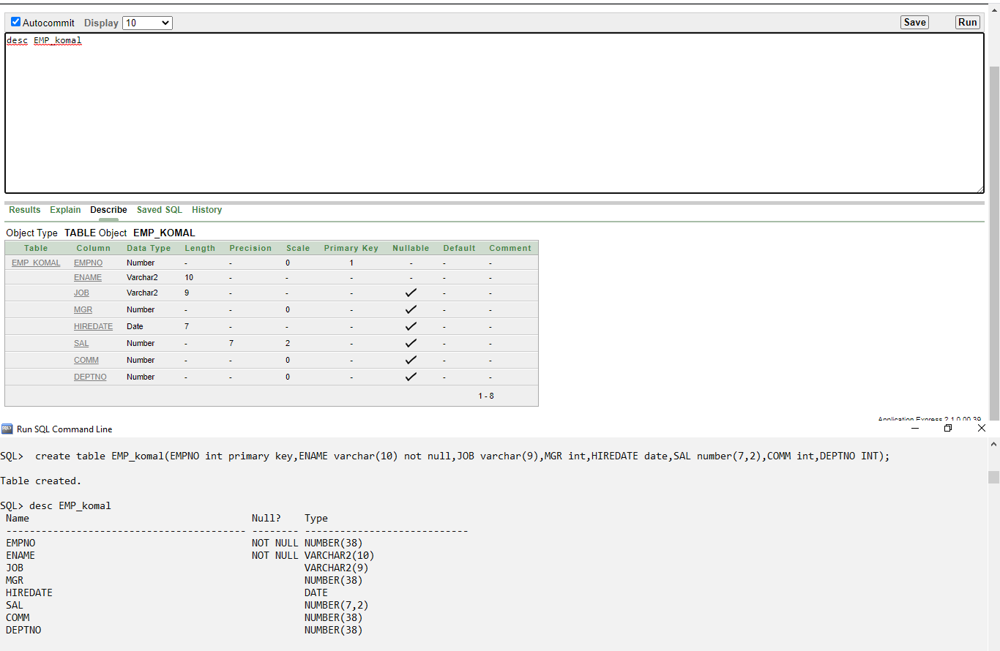 Autocommit Display 10 Save Run
desc EMP_komal
Results Explain Describe Saved SQL History
Object Type TABLE Object EMP_KOMAL
Table Column Data Type Length Precision Scale Primary Key Nullable Default Comment
EMP_KOMAL EMPNO Number - - 0 1 - - -
ENAME Varchar2 10 - - - - - -
JOB Varchar2 9 - - - ✓ - -
MGR Number - - 0 - ✓ - -
HIREDATE Date 7 - - - ✓ - -
SAL Number - 7 2 - ✓ - -
COMM Number - - 0 - ✓ - -
DEPTNO Number - - 0 - ✓ - -
1 - 8
Application Express 2.1.0.00.39
Run SQL Command Line
SQL>  create table EMP_komal(EMPNO int primary key,ENAME varchar(10) not null,JOB varchar(9),MGR int,HIREDATE date,SAL number(7,2),COMM int,DEPTNO INT);
Table created.
SQL> desc EMP_komal
Name Null? Type
----------------------------------------- -------- ----------------------------
EMPNO NOT NULL NUMBER(38)
ENAME NOT NULL VARCHAR2(10)
JOB VARCHAR2(9)
MGR NUMBER(38)
HIREDATE DATE
SAL NUMBER(7,2)
COMM NUMBER(38)
DEPTNO NUMBER(38)